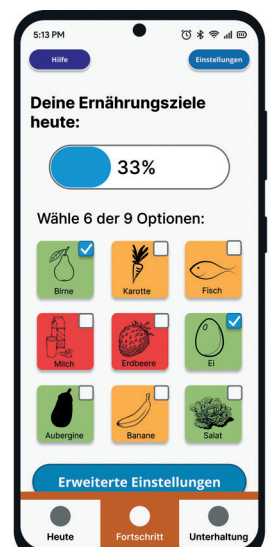 5:13 PM
Hilfe
Einstellungen
Deine Ernährungsziele
heute:
33%
Wähle 6 der 9 Optionen:
Birne
Karotte
Fisch
Milch
Erdbeere
Ei
Aubergine
Banane
Salat
Erweiterte Einstellungen
Heute
Fortschritt
Unterhaltung